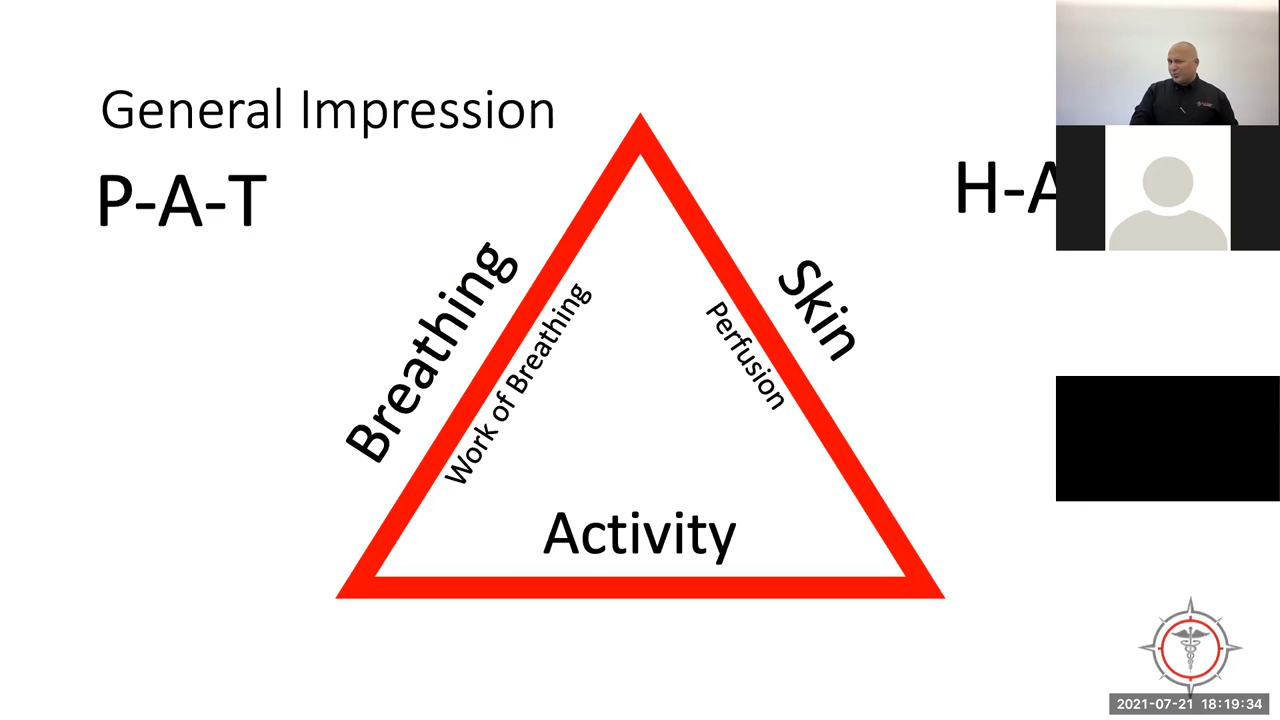 General Impression
P-A-T
H-A
Breathing
Work of Breathing
Skin
Perfusion
Activity
2021-07-21 18:19:34